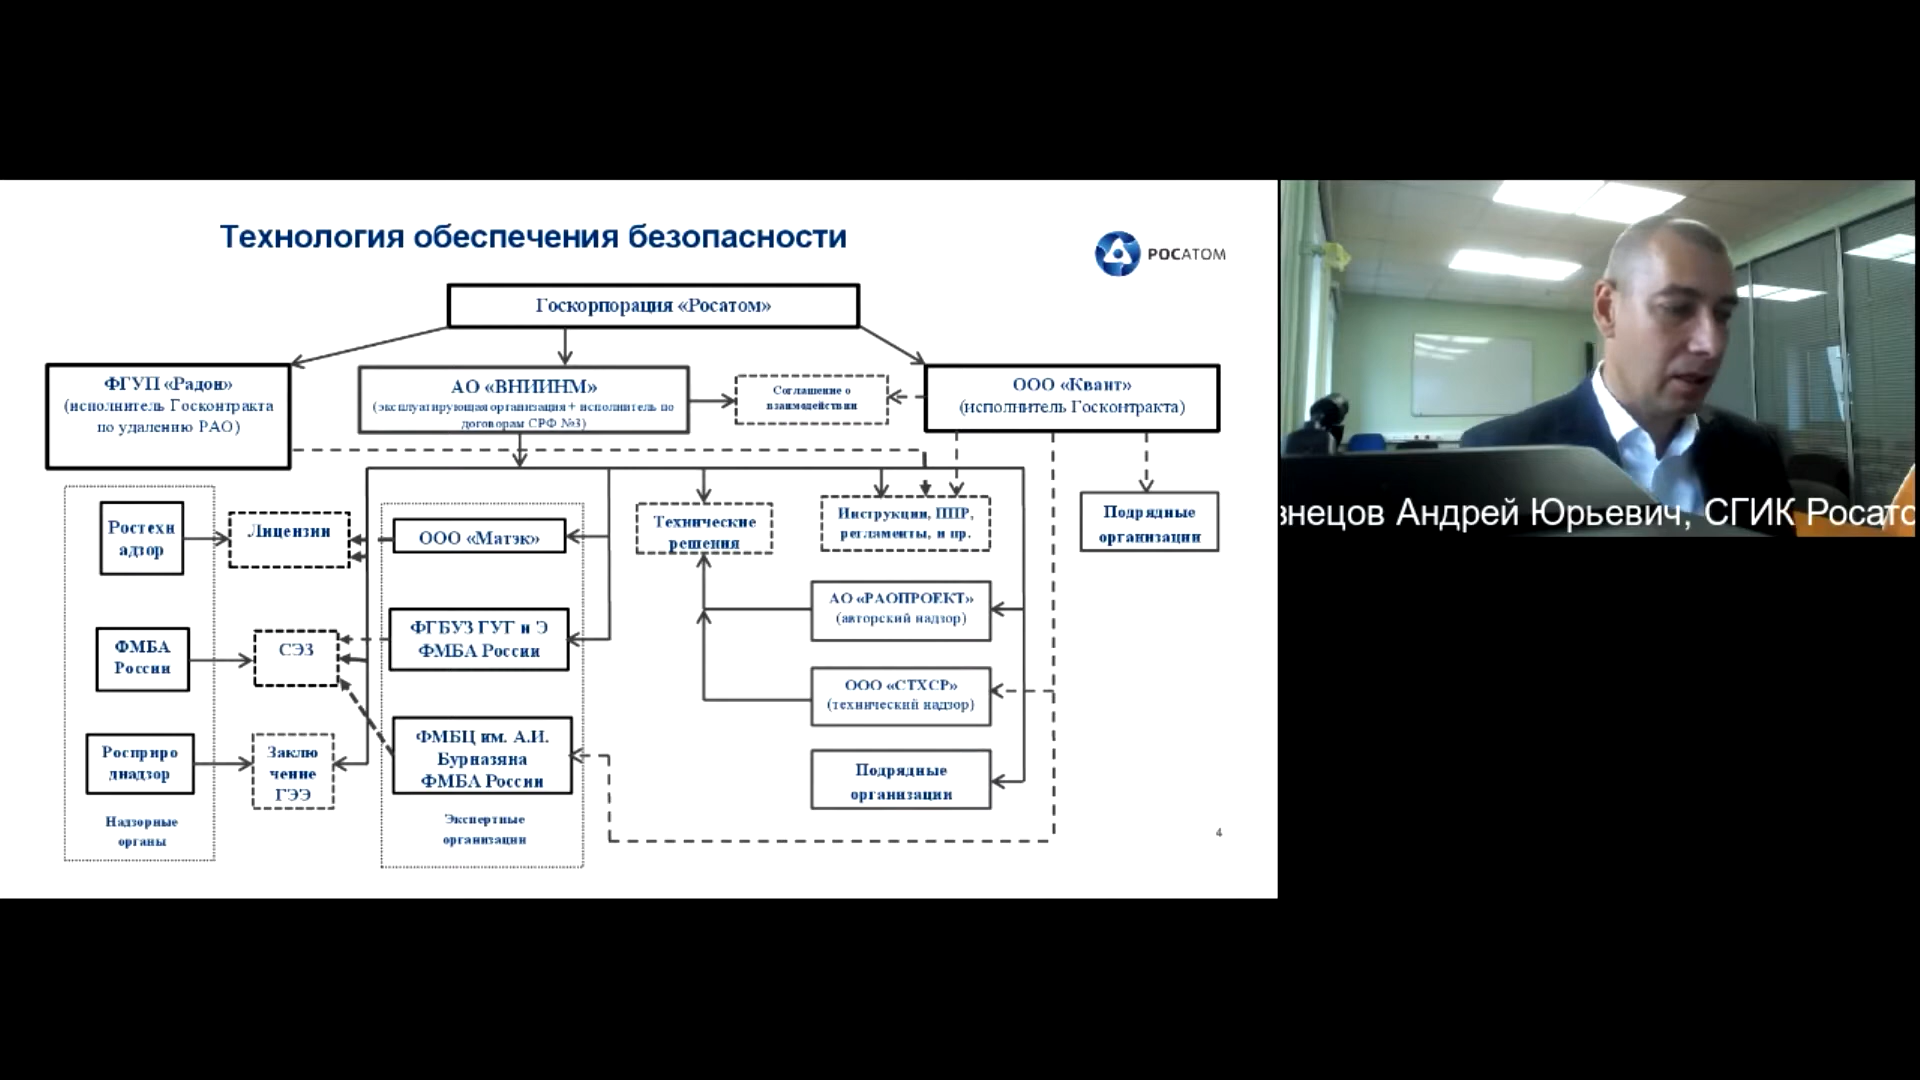 Технология обеспечения безопасности
РОСАТОМ
Госкорпорация «Росатом»
ФГУП «Радон»
(исполнитель Госконтракта
по удалению РАО)
АО «ВНИИНМ»
(эксплуатирующая организация + исполнитель по
договорам СРФ №3)
Соглашение о
взаимодействии
ООО «Квант»
(исполнитель Госконтракта)
Ростехн
адзор
Лицензии
ООО «Матэк»
Технические
решения
Инструкции, ППР,
регламенты, и пр.
Подрядные
организации
ФМБА
России
СЭЗ
ФГБУЗ ГУГ и Э
ФМБА России
АО «РАОПРОЕКТ»
(авторский надзор)
ООО «СТХСР»
(технический надзор)
Росприро
днадзор
Заклю
чение
ГЭЭ
ФМБЦ им. А.И.
Бурназяна
ФМБА России
Подрядные
организации
Надзорные
органы
Экспертные
организации
4
знецов Андрей Юрьевич, СГИК Росато